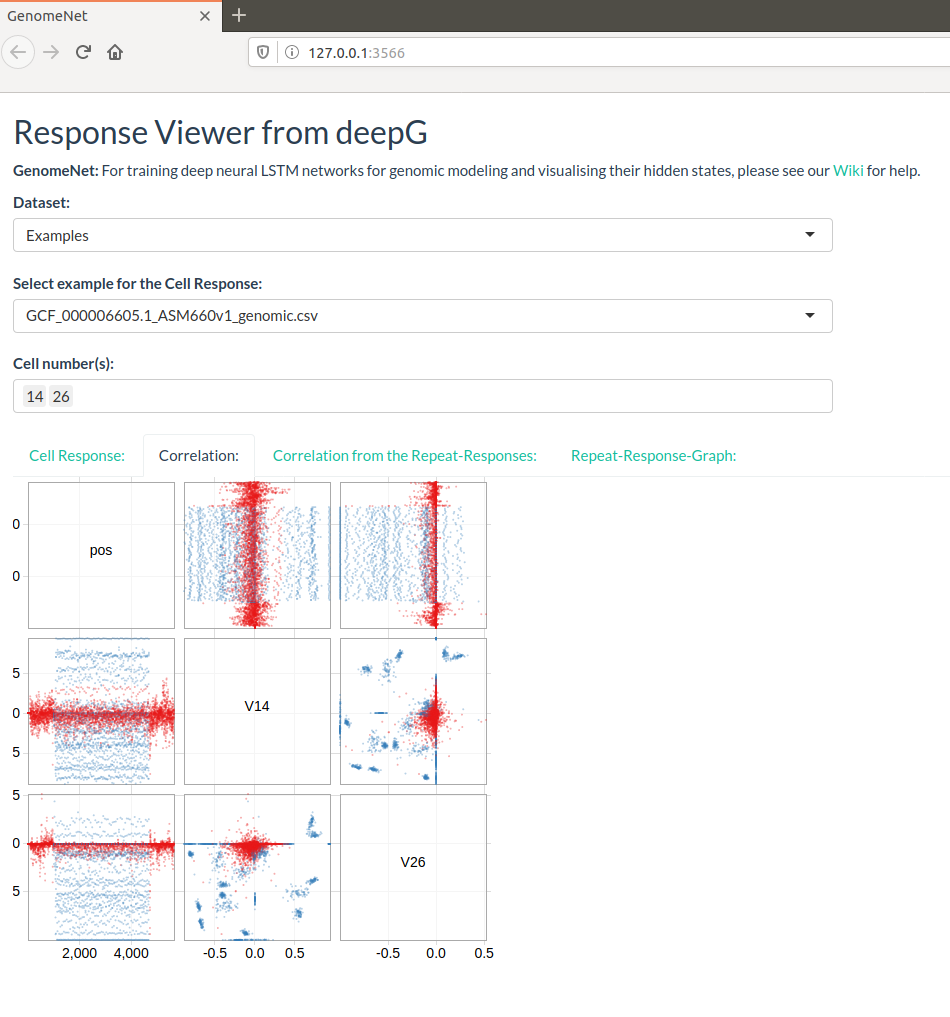 GenomeNet
127.0.0.1:3566
Response Viewer from deepG
GenomeNet: For training deep neural LSTM networks for genomic modeling and visualising their hidden states, please see our Wiki for help.
Dataset:
Examples
Select example for the Cell Response:
GCF_000006605.1_ASM660v1_genomic.csv
Cell number(s):
14 26
Cell Response: Correlation: Correlation from the Repeat-Responses: Repeat-Response-Graph:
0
pos
0
5
V14
0
5
5
0
V26
5
2,000 4,000 -0.5 0.0 0.5 -0.5 0.0 0.5